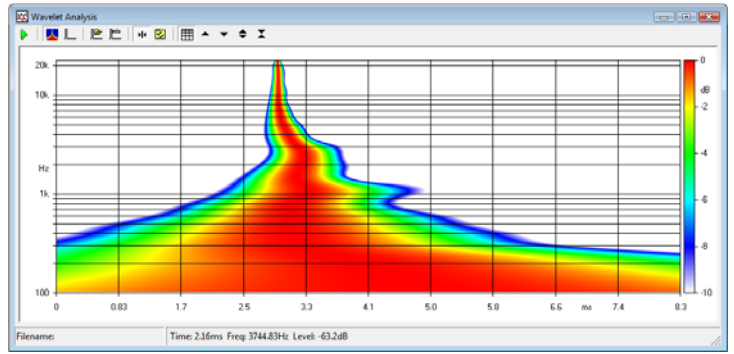 Wavelet Analysis
20k
10k
Hz
1k
100
0
0.83
1.7
2.5
3.3
4.1
5.0
5.8
6.6
ms
7.4
8.3
0
dB
-2
-4
-6
-8
-10
Filename:
Time: 2.16ms Freq: 3744.83Hz Level: -63.2dB